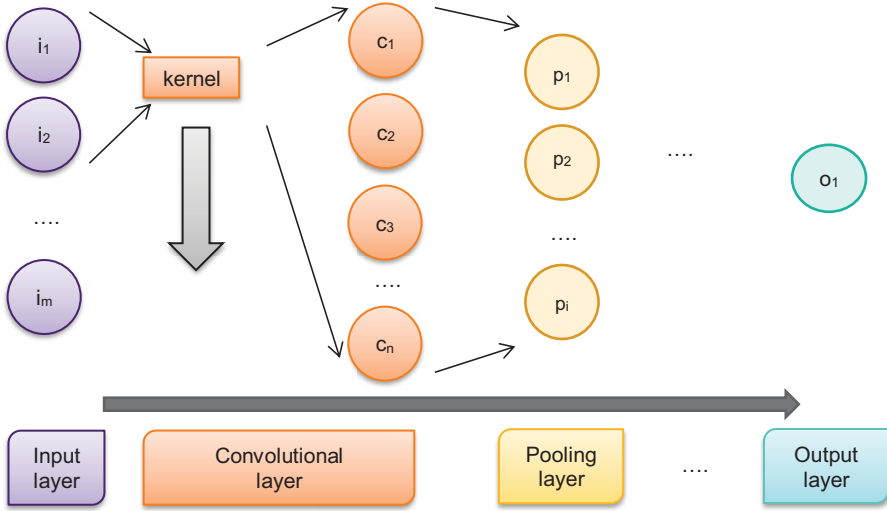 i₁
i₂
....
iₘ
kernel
c₁
c₂
c₃
....
cₙ
p₁
p₂
....
pᵢ
....
o₁
Input
layer
Convolutional
layer
Pooling
layer
....
Output
layer